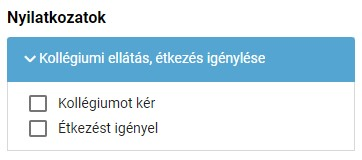 Nyilatkozatok
Kollégiumi ellátás, étkezés igénylése
Kollégiumot kér
Étkezést igényel